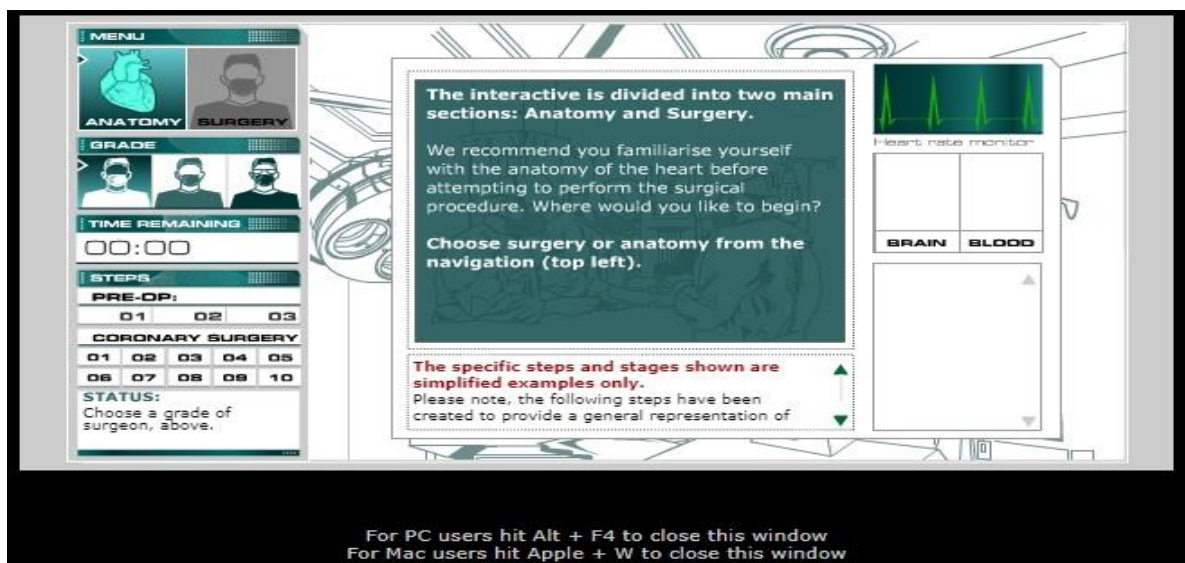 MENU
ANATOMY
SURGERY
GRADE
TIME REMAINING
00:00
STEPS
PRE-OP:
01 02 03
CORONARY SURGERY
01 02 03 04 05
06 07 08 09 10
STATUS:
Choose a grade of
surgeon, above.
The interactive is divided into two main
sections: Anatomy and Surgery.
We recommend you familiarise yourself
with the anatomy of the heart before
attempting to perform the surgical
procedure. Where would you like to begin?
Choose surgery or anatomy from the
navigation (top left).
The specific steps and stages shown are
simplified examples only.
Please note, the following steps have been
created to provide a general representation of
Heart rate monitor
BRAIN
BLOOD
For PC users hit Alt + F4 to close this window
For Mac users hit Apple + W to close this window